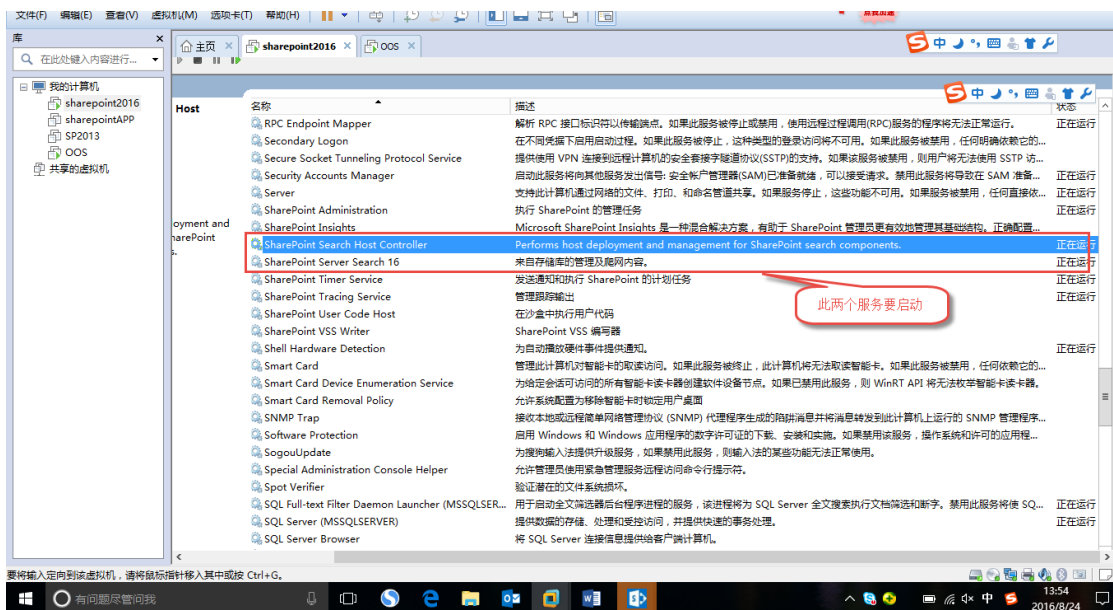 文件(F) 编辑(E) 查看(V) 虚拟机(M) 选项卡(T) 帮助(H)
点我加速
库
在此处键入内容进行...
主页 sharepoint2016 OOS
中
我的计算机
sharepoint2016
sharepointAPP
SP2013
OOS
共享的虚拟机
中
Host
oyment and
harePoint
s.
名称 描述 状态
RPC Endpoint Mapper 解析 RPC 接口标识符以传输端点。如果此服务被停止或禁用，使用远程过程调用(RPC)服务的程序将无法正常运行。 正在运行
Secondary Logon 在不同凭据下启用启动过程。如果此服务被停止，这种类型的登录访问将不可用。如果此服务被禁用，任何明确依赖它的...
Secure Socket Tunneling Protocol Service 提供使用 VPN 连接到远程计算机的安全套接字隧道协议(SSTP)的支持。如果该服务被禁用，则用户将无法使用 SSTP 访...
Security Accounts Manager 启动此服务将向其他服务发出信号: 安全帐户管理器(SAM)已准备就绪，可以接受请求。禁用此服务将导致在 SAM 准备... 正在运行
Server 支持此计算机通过网络的文件、打印、和命名管道共享。如果服务停止，这些功能不可用。如果服务被禁用，任何直接依... 正在运行
SharePoint Administration 执行 SharePoint 的管理任务 正在运行
SharePoint Insights Microsoft SharePoint Insights 是一种混合解决方案，有助于 SharePoint 管理员更有效地管理其基础结构。正确配置...
SharePoint Search Host Controller Performs host deployment and management for SharePoint search components. 正在运行
SharePoint Server Search 16 来自存储库的管理及爬网内容。 正在运行
SharePoint Timer Service 发送通知和执行 SharePoint 的计划任务 正在运行
SharePoint Tracing Service 管理跟踪输出 正在运行
SharePoint User Code Host 在沙盒中执行用户代码
SharePoint VSS Writer SharePoint VSS 编写器
Shell Hardware Detection 为自动播放硬件事件提供通知。 正在运行
Smart Card 管理此计算机对智能卡的取读访问。如果此服务被终止，此计算机将无法取读智能卡。如果此服务被禁用，任何依赖它的...
Smart Card Device Enumeration Service 为给定会话可访问的所有智能卡读卡器创建软件设备节点。如果已禁用此服务，则 WinRT API 将无法枚举智能卡读卡器。
Smart Card Removal Policy 允许系统配置为移除智能卡时锁定用户桌面
SNMP Trap 接收本地或远程简单网络管理协议 (SNMP) 代理程序生成的陷阱消息并将消息转发到此计算机上运行的 SNMP 管理程序...
Software Protection 启用 Windows 和 Windows 应用程序的数字许可证的下载、安装和实施。如果禁用该服务，操作系统和许可的应用程...
SogouUpdate 为搜狗输入法提供升级服务，如果禁用此服务，则输入法的某些功能无法正常使用。
Special Administration Console Helper 允许管理员使用紧急管理服务远程访问命令行提示符。
Spot Verifier 验证潜在的文件系统损坏。
SQL Full-text Filter Daemon Launcher (MSSQLSER... 用于启动全文筛选器后台程序进程的服务，该进程将为 SQL Server 全文搜索执行文档筛选和断字。禁用此服务将使 SQ... 正在运行
SQL Server (MSSQLSERVER) 提供数据的存储、处理和受控访问，并提供快速的事务处理。 正在运行
SQL Server Browser 将 SQL Server 连接信息提供给客户端计算机。
此两个服务要启动
要将输入定向到该虚拟机，请将鼠标指针移入其中或按 Ctrl+G。
有问题尽管问我
中
13:54
2016/8/24